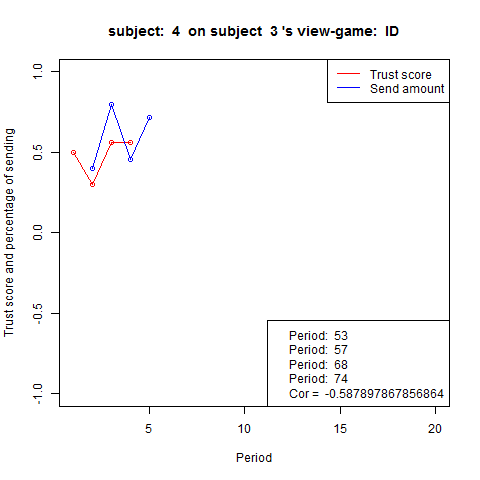 subject:  4  on subject  3 's view-game:  ID
Trust score and percentage of sending
1.0
0.5
0.0
-0.5
-1.0
Trust score
Send amount
Period:  53
Period:  57
Period:  68
Period:  74
Cor =  -0.587897867856864
5
10
15
20
Period